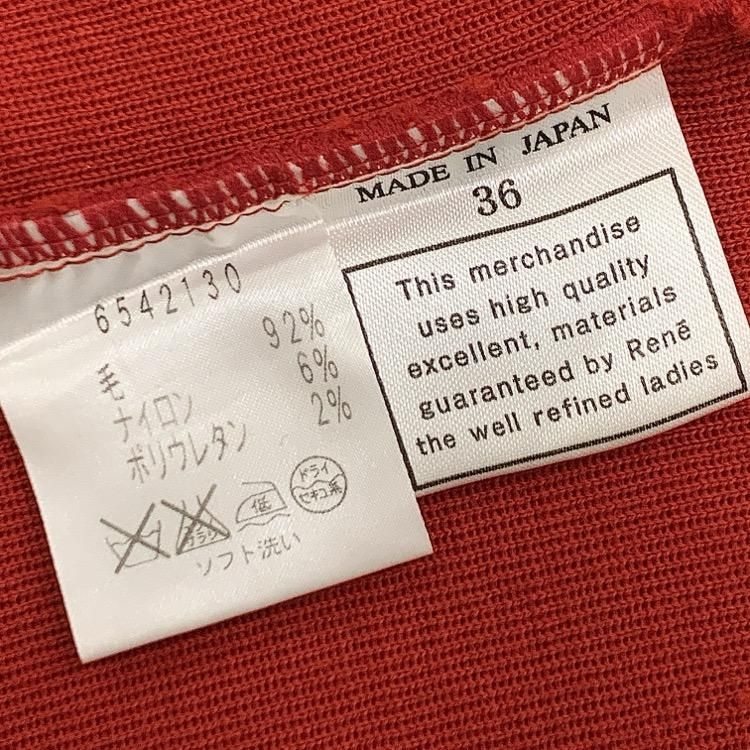 6542130
毛 92%
ナイロン 6%
ポリウレタン 2%
低
ドライ
セキユ系
ソフト洗い
MADE IN JAPAN
36
This merchandise
uses high quality
excellent, materials
guaranteed by Renē
the well refined ladies